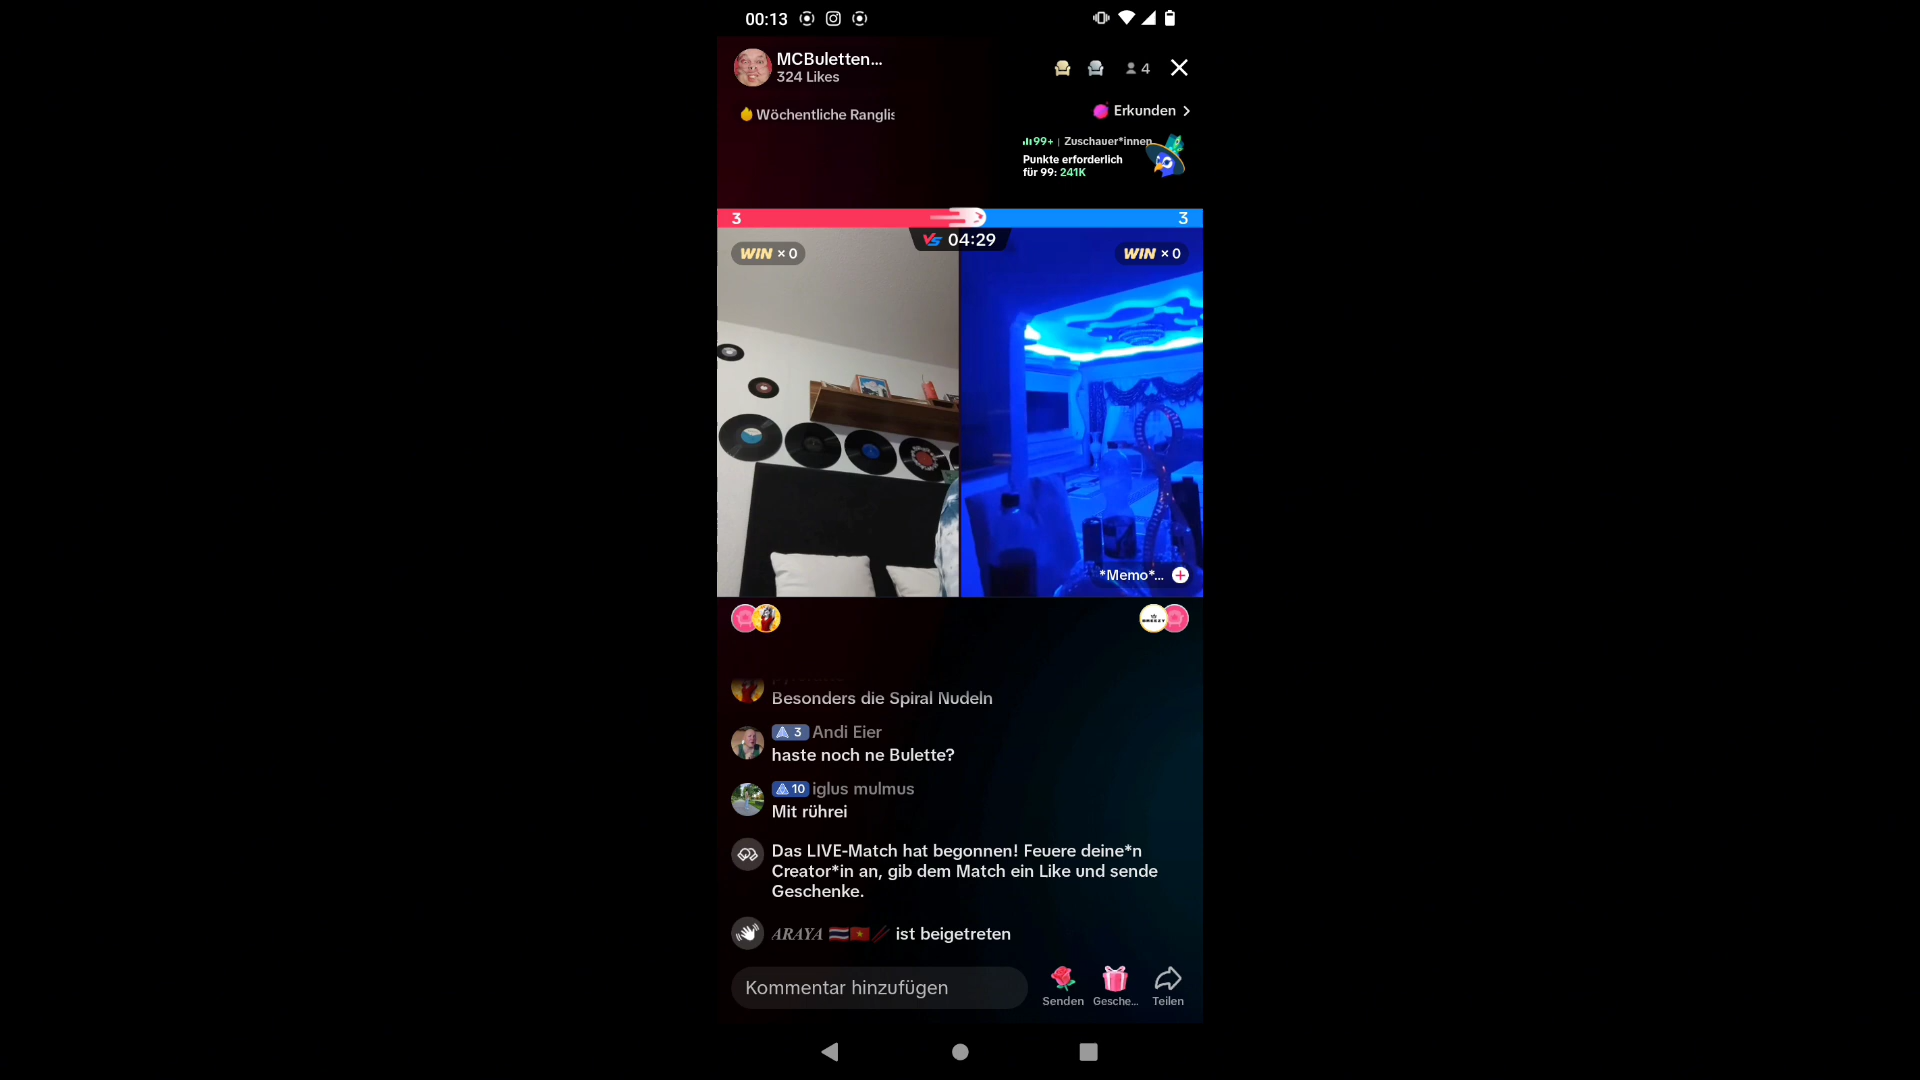 00:13
MCBuletten...
324 Likes
4
Wöchentliche Ranglis
Erkunden
99+ | Zuschauer*innen
Punkte erforderlich
für 99: 241K
3
3
VS 04:29
WIN × 0
WIN × 0
*Memo*...
Besonders die Spiral Nudeln
3 Andi Eier
haste noch ne Bulette?
10 iglus mulmus
Mit rührei
Das LIVE-Match hat begonnen! Feuere deine*n
Creator*in an, gib dem Match ein Like und sende
Geschenke.
ARAYA 🇹🇭🇻🇳🥢 ist beigetreten
Kommentar hinzufügen
Senden
Gesche...
Teilen